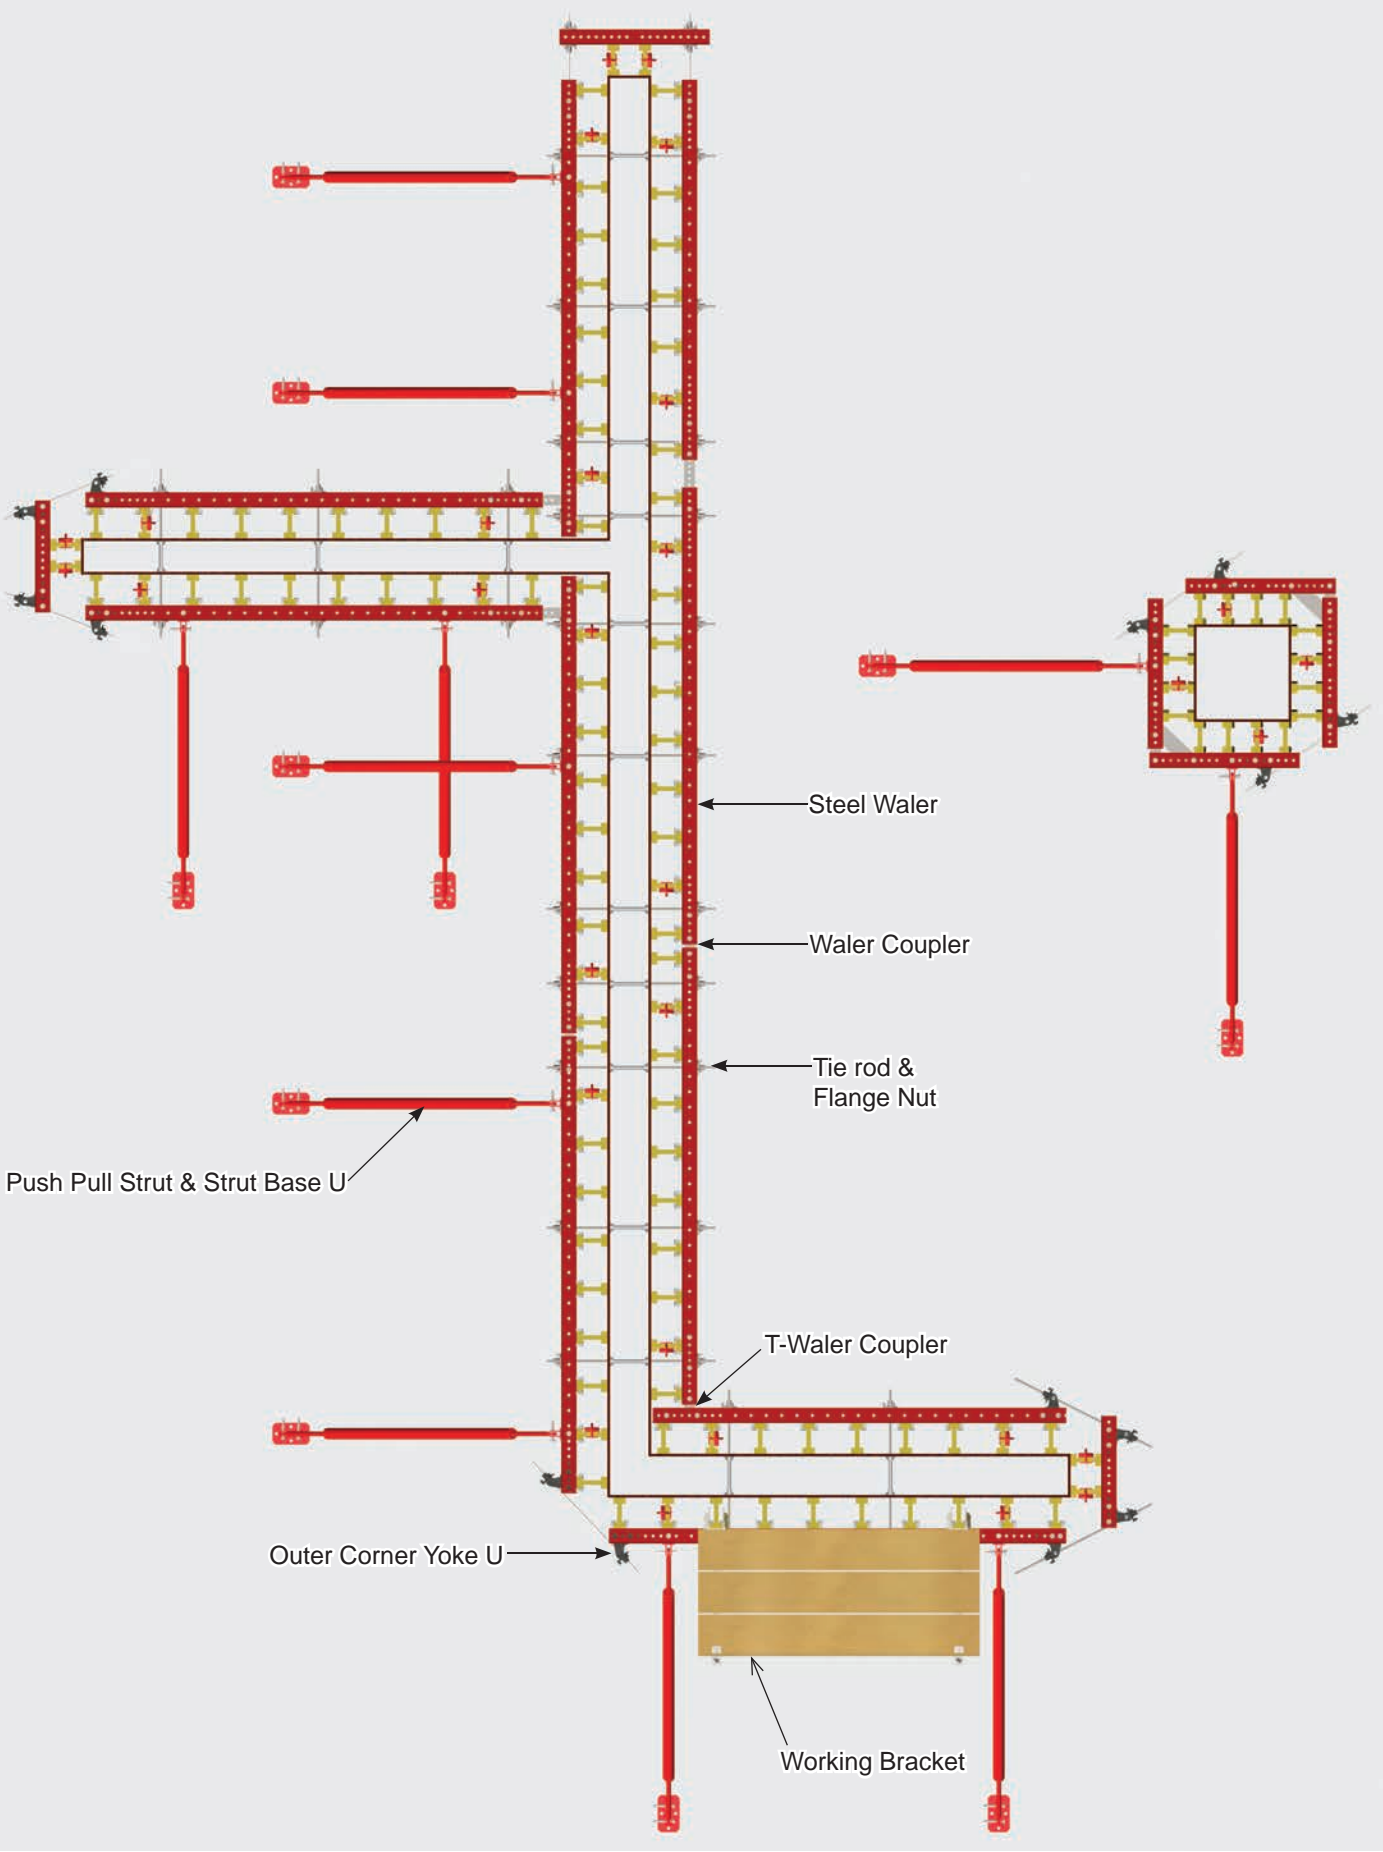 Steel Waler
Waler Coupler
Tie rod &
Flange Nut
Push Pull Strut & Strut Base U
T-Waler Coupler
Outer Corner Yoke U
Working Bracket